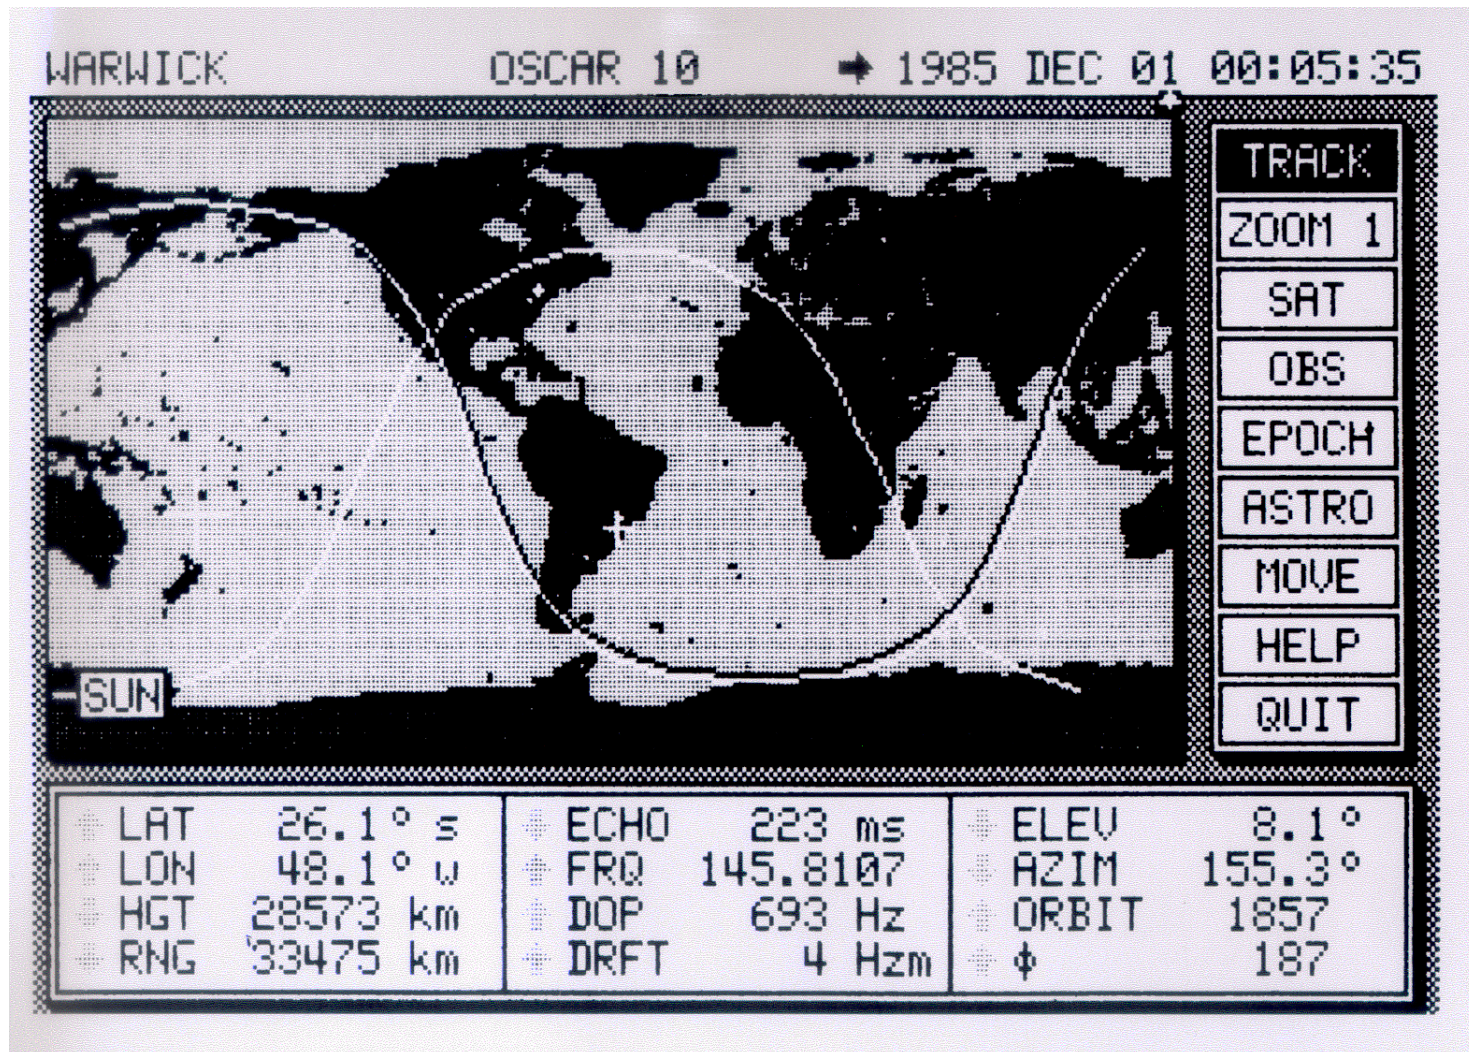 WARWICK OSCAR 10 → 1985 DEC 01 00:05:35
TRACK
ZOOM 1
SAT
OBS
EPOCH
ASTRO
MOVE
HELP
QUIT
SUN
LAT 26.1° s ECHO 223 ms ELEV 8.1°
LON 48.1° w FRQ 145.8107 AZIM 155.3°
HGT 28573 km DOP 693 Hz ORBIT 1857
RNG 33475 km DRFT 4 Hzm ϕ 187